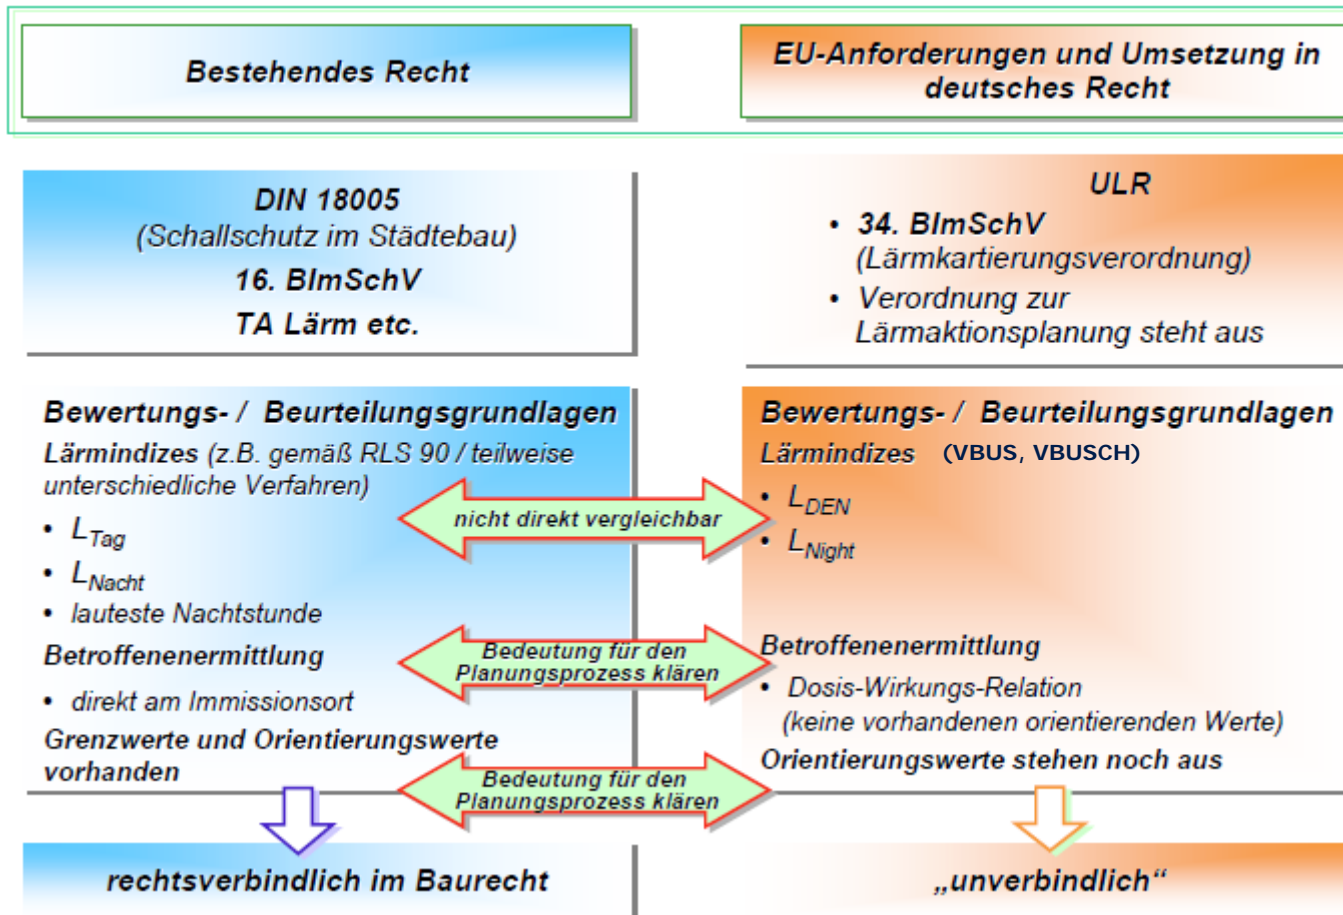 Bestehendes Recht
EU-Anforderungen und Umsetzung in
deutsches Recht
DIN 18005
(Schallschutz im Städtebau)
16. BImSchV
TA Lärm etc.
ULR
• 34. BImSchV
(Lärmkartierungsverordnung)
• Verordnung zur
Lärmaktionsplanung steht aus
Bewertungs- / Beurteilungsgrundlagen
Lärmindizes (z.B. gemäß RLS 90 / teilweise
unterschiedliche Verfahren)
• LTag
• LNacht
• lauteste Nachtstunde
Betroffenenermittlung
• direkt am Immissionsort
Grenzwerte und Orientierungswerte
vorhanden
nicht direkt vergleichbar
Bedeutung für den
Planungsprozess klären
Bedeutung für den
Planungsprozess klären
Bewertungs- / Beurteilungsgrundlagen
Lärmindizes (VBUS, VBUSCH)
• LDEN
• LNight
Betroffenenermittlung
• Dosis-Wirkungs-Relation
(keine vorhandenen orientierenden Werte)
Orientierungswerte stehen noch aus
rechtsverbindlich im Baurecht
„unverbindlich“